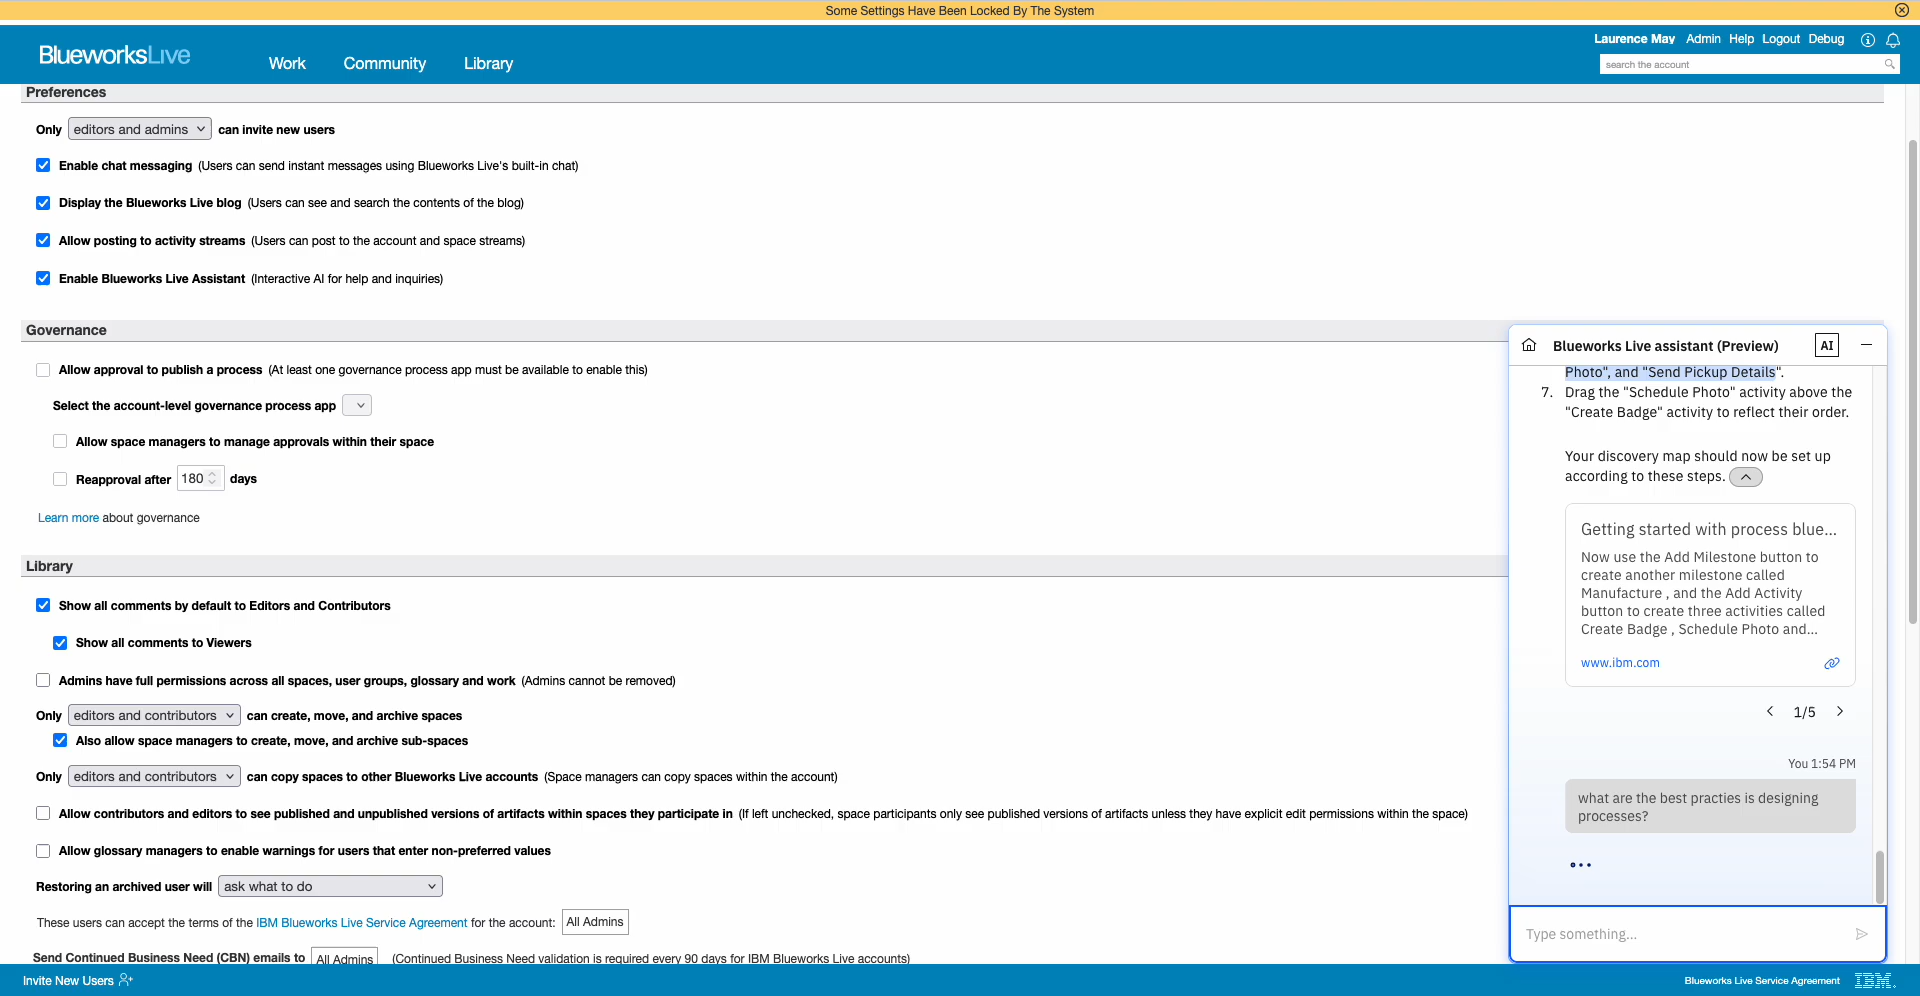 Some Settings Have Been Locked By The System
BlueworksLive
Work
Community
Library
Laurence May
Admin
Help
Logout
Debug
search the account
Preferences
Only editors and admins can invite new users
Enable chat messaging (Users can send instant messages using Blueworks Live's built-in chat)
Display the Blueworks Live blog (Users can see and search the contents of the blog)
Allow posting to activity streams (Users can post to the account and space streams)
Enable Blueworks Live Assistant (Interactive AI for help and inquiries)
Governance
Allow approval to publish a process (At least one governance process app must be available to enable this)
Select the account-level governance process app
Allow space managers to manage approvals within their space
Reapproval after 180 days
Learn more about governance
Library
Show all comments by default to Editors and Contributors
Show all comments to Viewers
Admins have full permissions across all spaces, user groups, glossary and work (Admins cannot be removed)
Only editors and contributors can create, move, and archive spaces
Also allow space managers to create, move, and archive sub-spaces
Only editors and contributors can copy spaces to other Blueworks Live accounts (Space managers can copy spaces within the account)
Allow contributors and editors to see published and unpublished versions of artifacts within spaces they participate in (If left unchecked, space participants only see published versions of artifacts unless they have explicit edit permissions within the space)
Allow glossary managers to enable warnings for users that enter non-preferred values
Restoring an archived user will ask what to do
These users can accept the terms of the IBM Blueworks Live Service Agreement for the account: All Admins
Send Continued Business Need (CBN) emails to All Admins (Continued Business Need validation is required every 90 days for IBM Blueworks Live accounts)
Blueworks Live assistant (Preview)
AI
Photo", and "Send Pickup Details".
7. Drag the "Schedule Photo" activity above the
"Create Badge" activity to reflect their order.
Your discovery map should now be set up
according to these steps.
Getting started with process blue...
Now use the Add Milestone button to
create another milestone called
Manufacture , and the Add Activity
button to create three activities called
Create Badge , Schedule Photo and...
www.ibm.com
1/5
You 1:54 PM
what are the best practies is designing
processes?
Type something...
Invite New Users
Blueworks Live Service Agreement
IBM